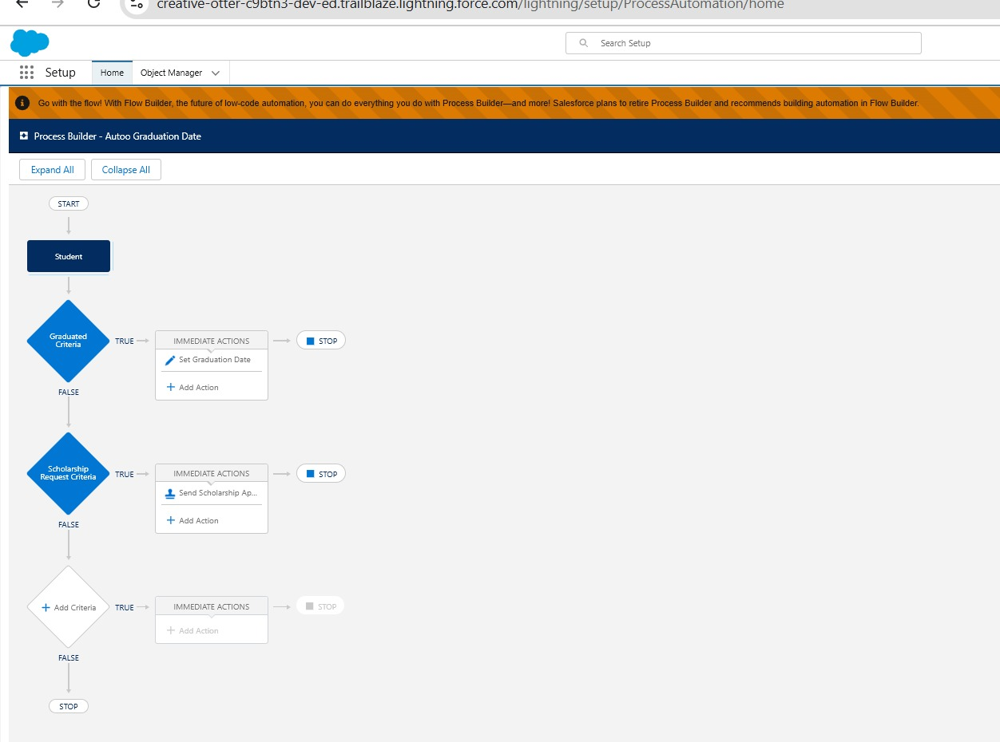 creative-otter-c9btn3-dev-ed.trailblaze.lightning.force.com/lightning/setup/ProcessAutomation/home
Search Setup
Setup Home Object Manager
Go with the flow! With Flow Builder, the future of low-code automation, you can do everything you do with Process Builder—and more! Salesforce plans to retire Process Builder and recommends building automation in Flow Builder.
Process Builder - Autoo Graduation Date
Expand All Collapse All
START
Student
Graduated
Criteria
TRUE
IMMEDIATE ACTIONS
STOP
Set Graduation Date
Add Action
FALSE
Scholarship
Request Criteria
TRUE
IMMEDIATE ACTIONS
STOP
Send Scholarship Ap...
Add Action
FALSE
Add Criteria
TRUE
IMMEDIATE ACTIONS
STOP
Add Action
FALSE
STOP